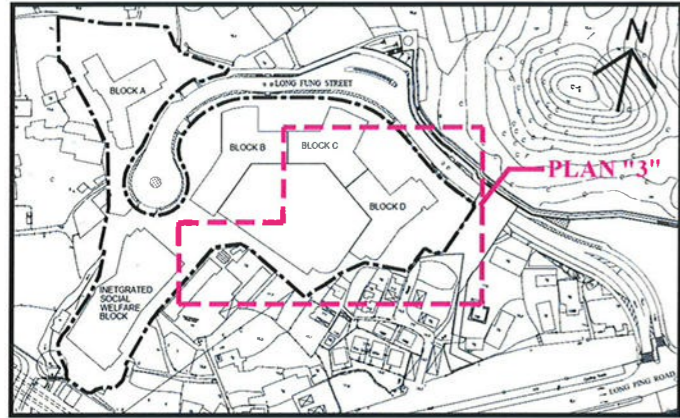 BLOCK A
LONG FUNG STREET
N
BLOCK B
BLOCK C
PLAN "3"
BLOCK D
INETGRATED
SOCIAL
WELFARE
BLOCK
LONG PING ROAD